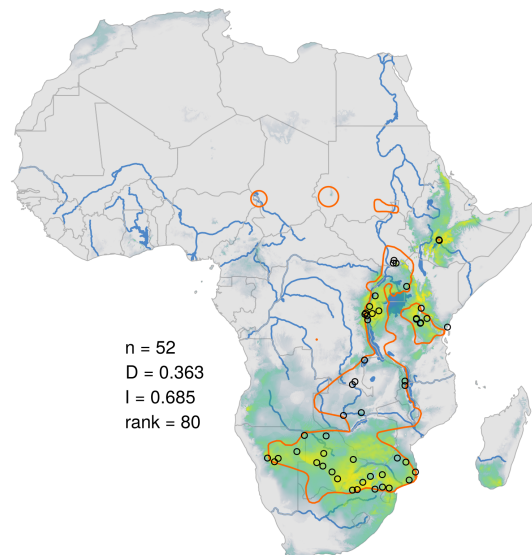 n = 52
D = 0.363
I = 0.685
rank = 80